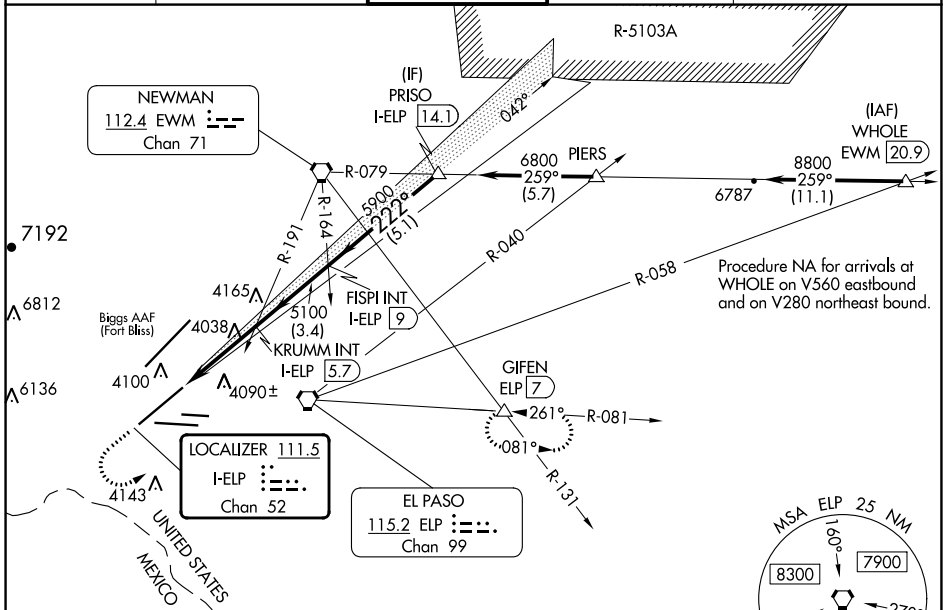 R-5103A
(IF)
PRISO
I-ELP 14.1
042°
NEWMAN
112.4 EWM
Chan 71
(IAF)
WHOLE
EWM 20.9
R-079
6800
259°
(5.7)
PIERS
8800
259°
(11.1)
6787
5900
222°
(5.1)
R-164
R-191
R-040
R-058
7192
Procedure NA for arrivals at
WHOLE on V560 eastbound
and on V280 northeast bound.
4165
FISPI INT
I-ELP 9
5100
(3.4)
6812
Biggs AAF
(Fort Bliss)
4038
KRUMM INT
I-ELP 5.7
4100
4090±
6136
GIFEN
ELP 7
261°
R-081
081°
R-131
LOCALIZER 111.5
I-ELP
Chan 52
4143
EL PASO
115.2 ELP
Chan 99
UNITED STATES
MEXICO
MSA ELP 25 NM
160°
8300
7900